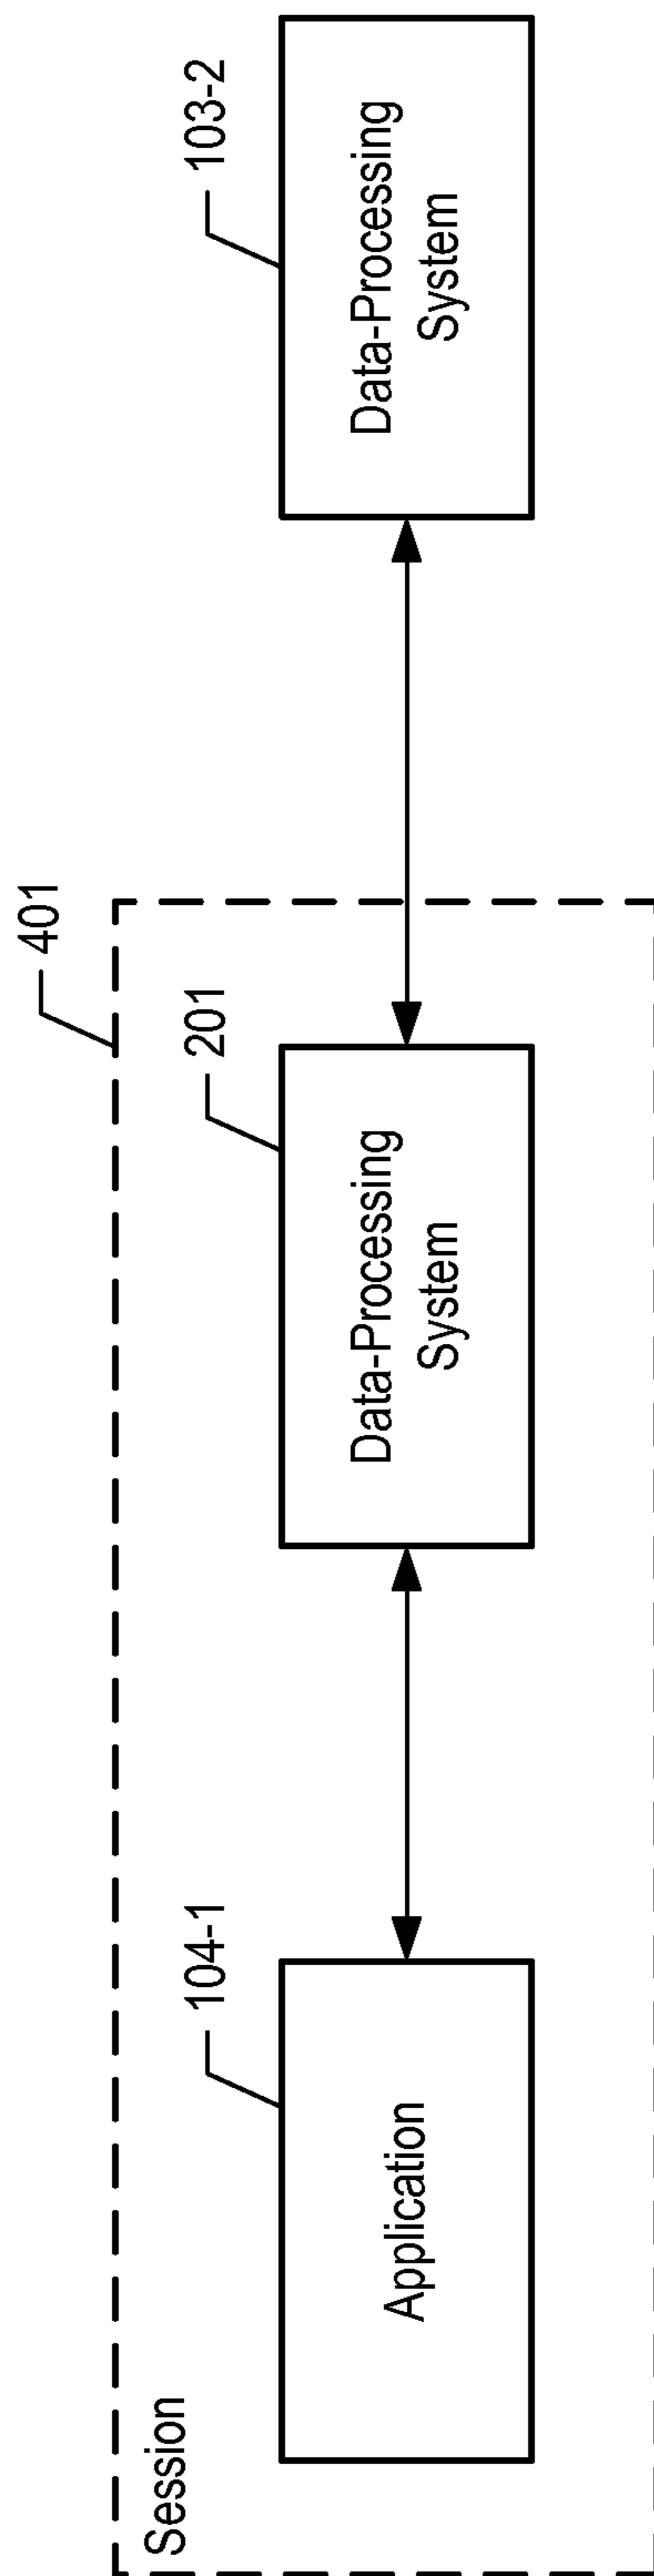 401
Session
104-1
Application
201
Data-Processing
System
103-2
Data-Processing
System